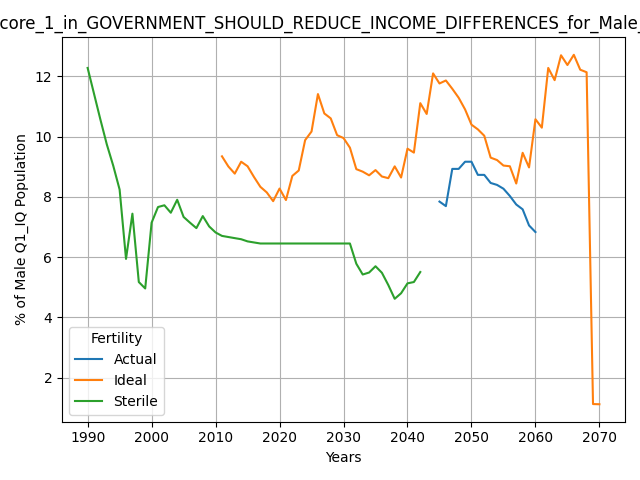 core_1_in_GOVERNMENT_SHOULD_REDUCE_INCOME_DIFFERENCES_for_Male_
% of Male Q1_IQ Population
12
10
8
6
4
2
Fertility
Actual
Ideal
Sterile
1990 2000 2010 2020 2030 2040 2050 2060 2070
Years